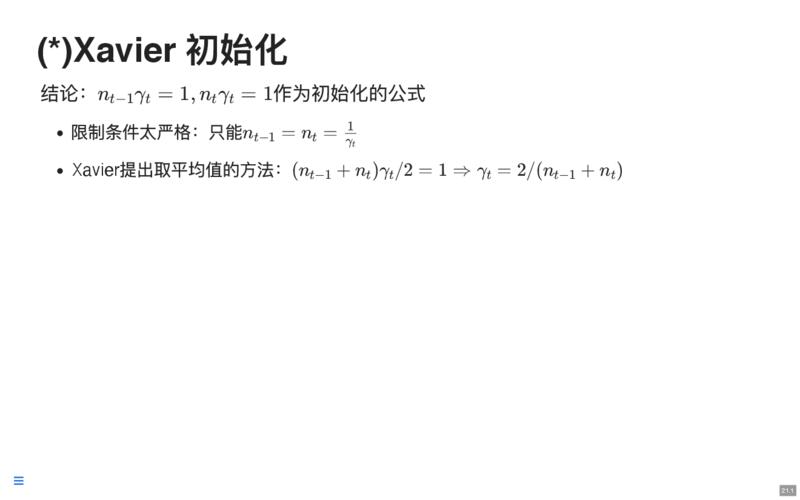 (*)Xavier 初始化
结论：$n_{t-1}\gamma_t = 1, n_t\gamma_t = 1$作为初始化的公式
• 限制条件太严格：只能$n_{t-1} = n_t = \frac{1}{\gamma_t}$
• Xavier提出取平均值的方法：$(n_{t-1} + n_t)\gamma_t/2 = 1 \Rightarrow \gamma_t = 2/(n_{t-1} + n_t)$
21.1